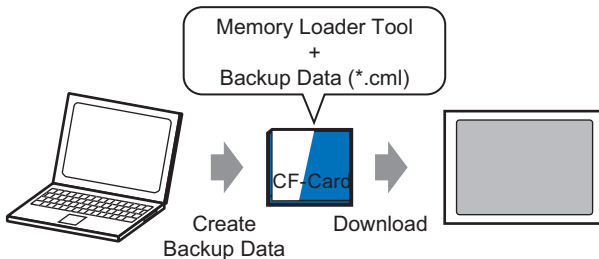 Memory Loader Tool
+
Backup Data (*.cml)
CF-Card
Create
Backup Data
Download